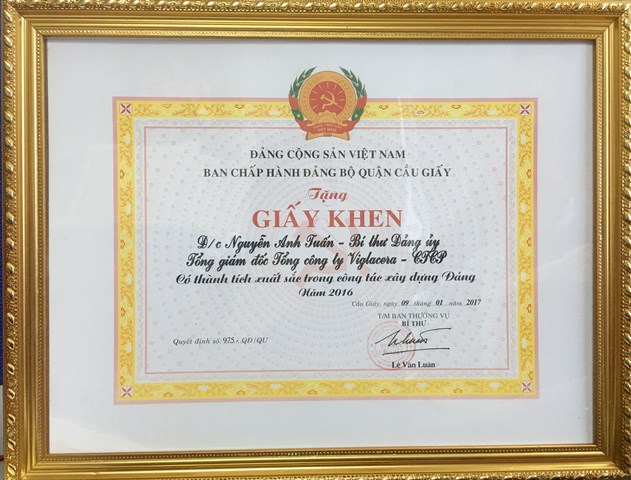 ĐẢNG CỘNG SẢN VIỆT NAM
BAN CHẤP HÀNH ĐẢNG BỘ QUẬN CẦU GIẤY
Tặng
GIẤY KHEN
Đ/c Nguyễn Anh Tuấn - Bí thư Đảng ủy
Tổng giám đốc Tổng công ty Viglacera - CTCP
Có thành tích xuất sắc trong công tác xây dựng Đảng
Năm 2016
Cầu Giấy, ngày 09 tháng 01 năm 2017
T/M BAN THƯỜNG VỤ
BÍ THƯ
Quyết định số: 975.-QĐ/QU
Lê Văn Luân